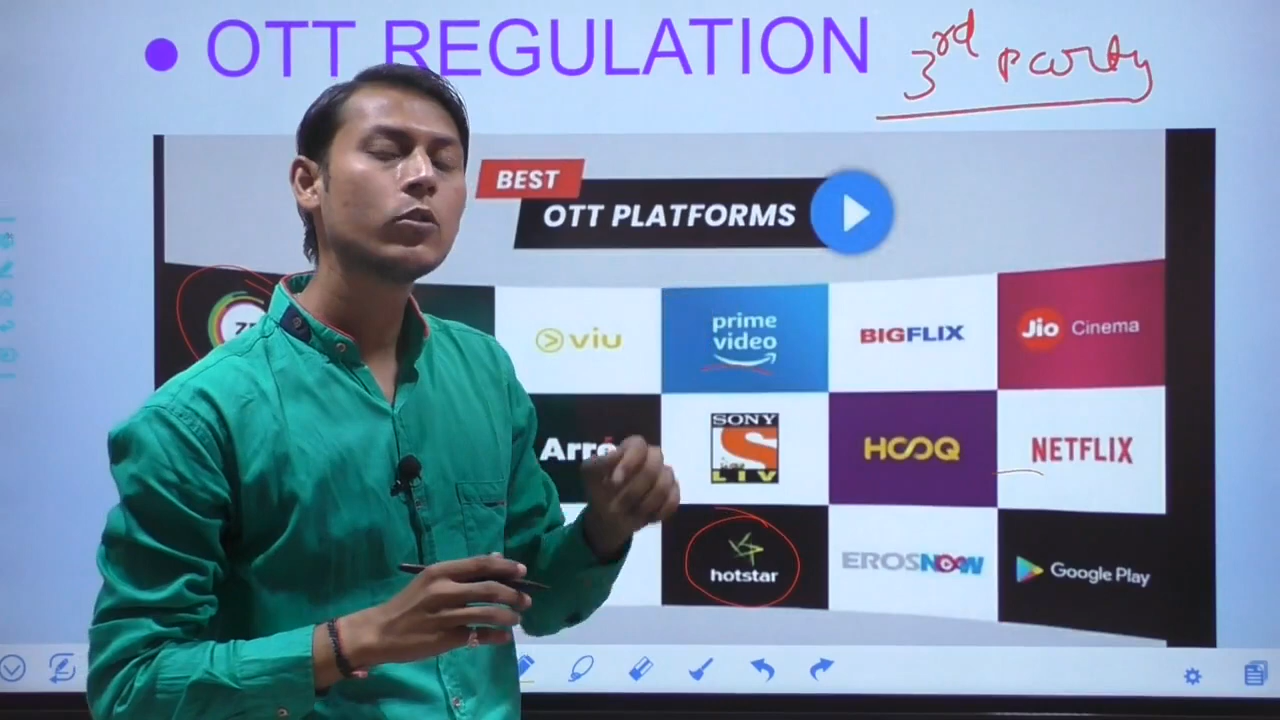 • OTT REGULATION 3rd party
BEST
OTT PLATFORMS
viu
prime video
BIGFLIX
Jio Cinema
SONY
LIV
HOOQ
NETFLIX
hotstar
EROSNOW
Google Play